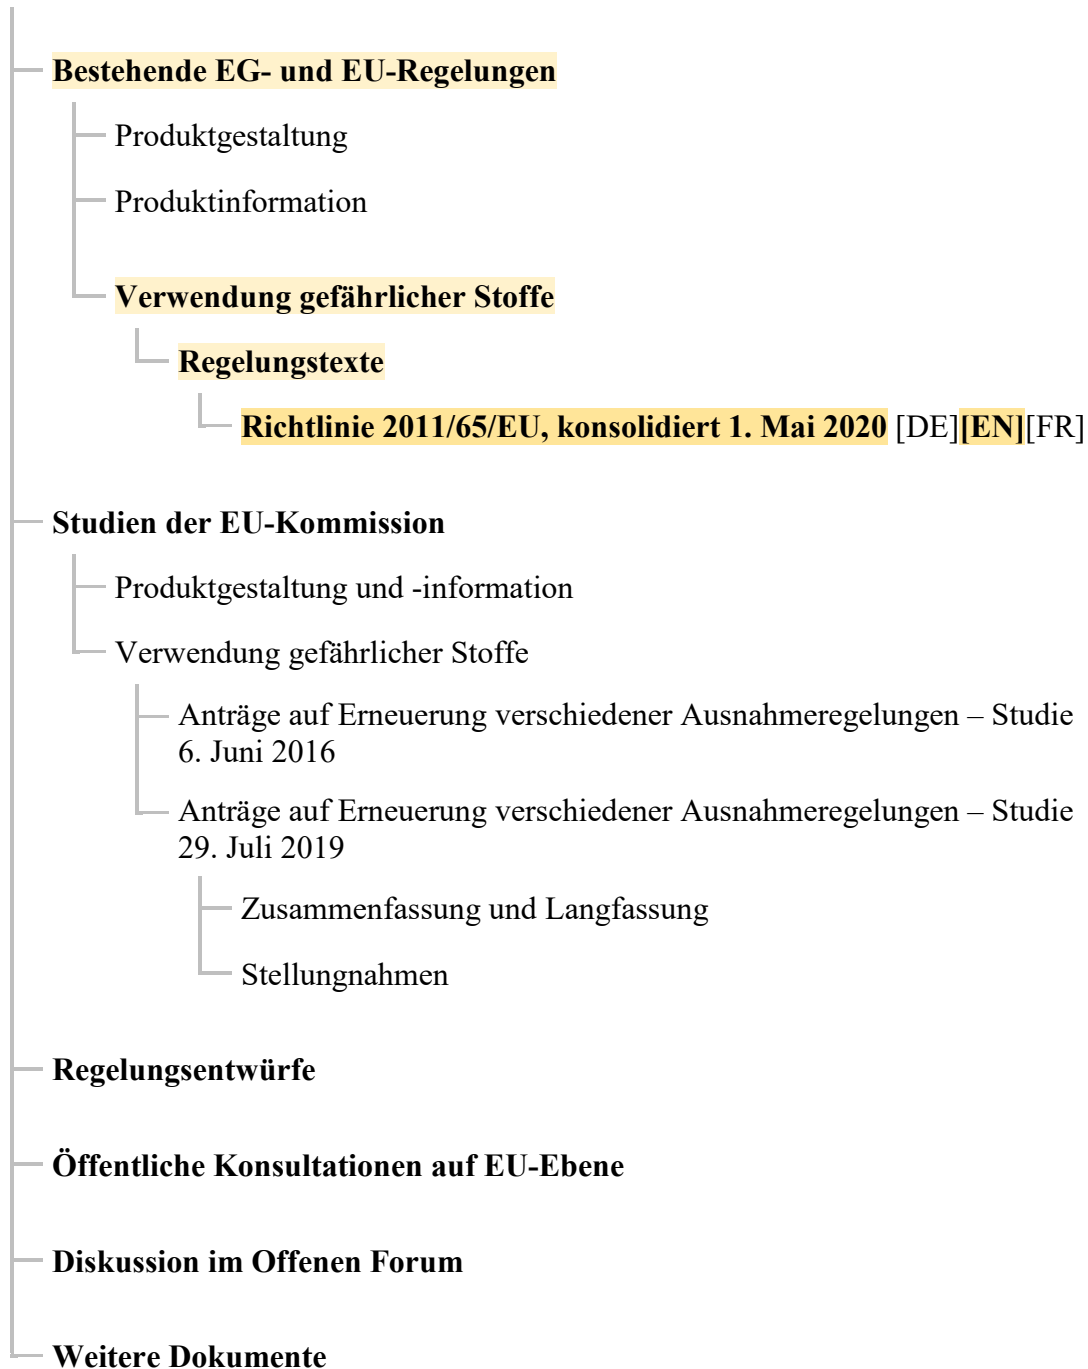 Bestehende EG- und EU-Regelungen
Produktgestaltung
Produktinformation
Verwendung gefährlicher Stoffe
Regelungstexte
Richtlinie 2011/65/EU, konsolidiert 1. Mai 2020 [DE][EN][FR]
Studien der EU-Kommission
Produktgestaltung und -information
Verwendung gefährlicher Stoffe
Anträge auf Erneuerung verschiedener Ausnahmeregelungen – Studie
6. Juni 2016
Anträge auf Erneuerung verschiedener Ausnahmeregelungen – Studie
29. Juli 2019
Zusammenfassung und Langfassung
Stellungnahmen
Regelungsentwürfe
Öffentliche Konsultationen auf EU-Ebene
Diskussion im Offenen Forum
Weitere Dokumente